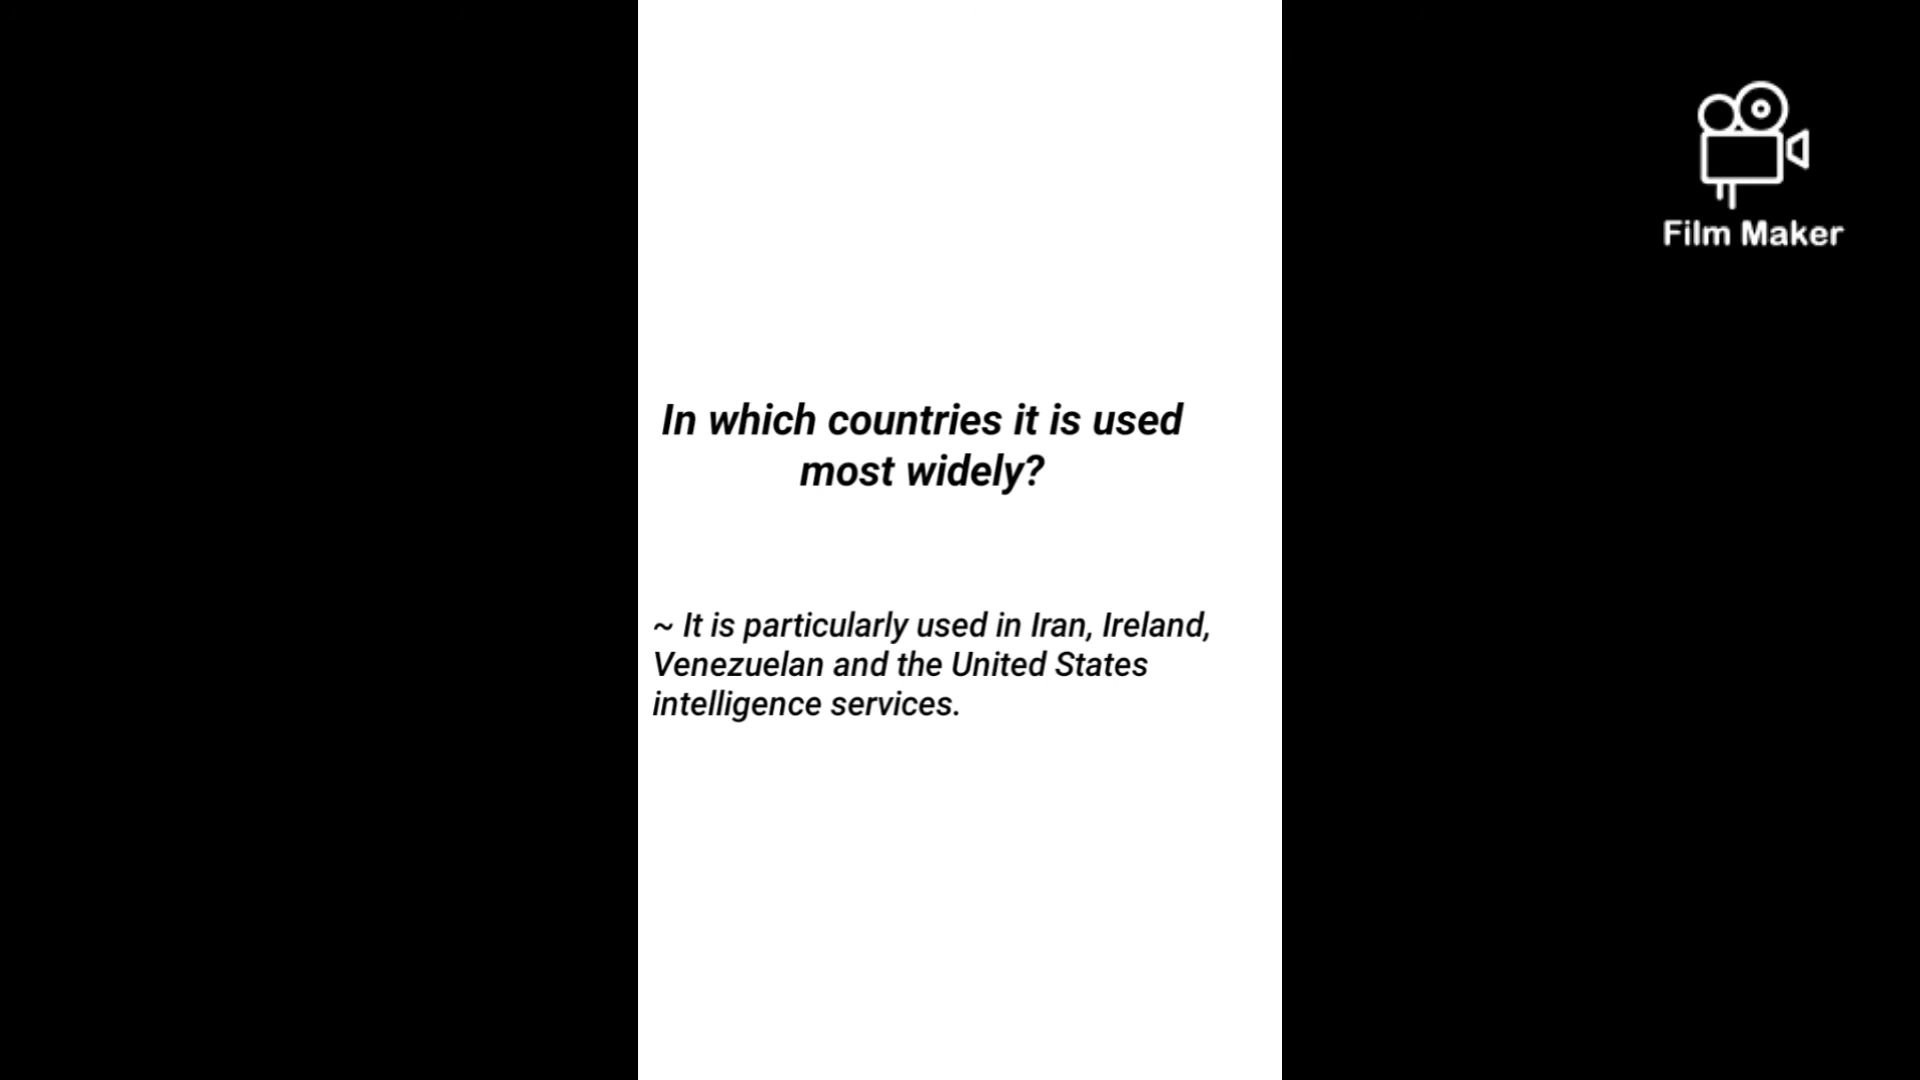 Film Maker
In which countries it is used
most widely?
~ It is particularly used in Iran, Ireland,
Venezuelan and the United States
intelligence services.